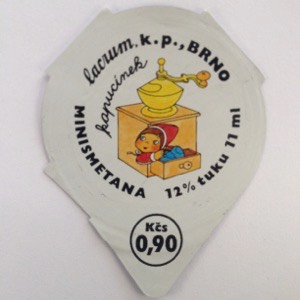 lacrum, k.p., BRNO
kapucínek
MINISMETANA 12% tuku 11 ml
Kčs
0,90